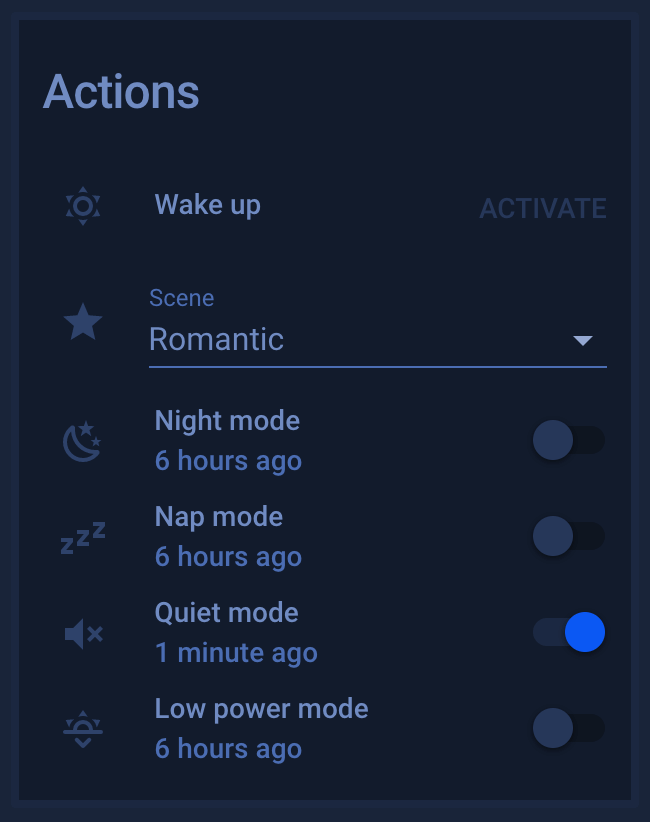 Actions
Wake up
ACTIVATE
Scene
Romantic
Night mode
6 hours ago
Nap mode
6 hours ago
Quiet mode
1 minute ago
Low power mode
6 hours ago